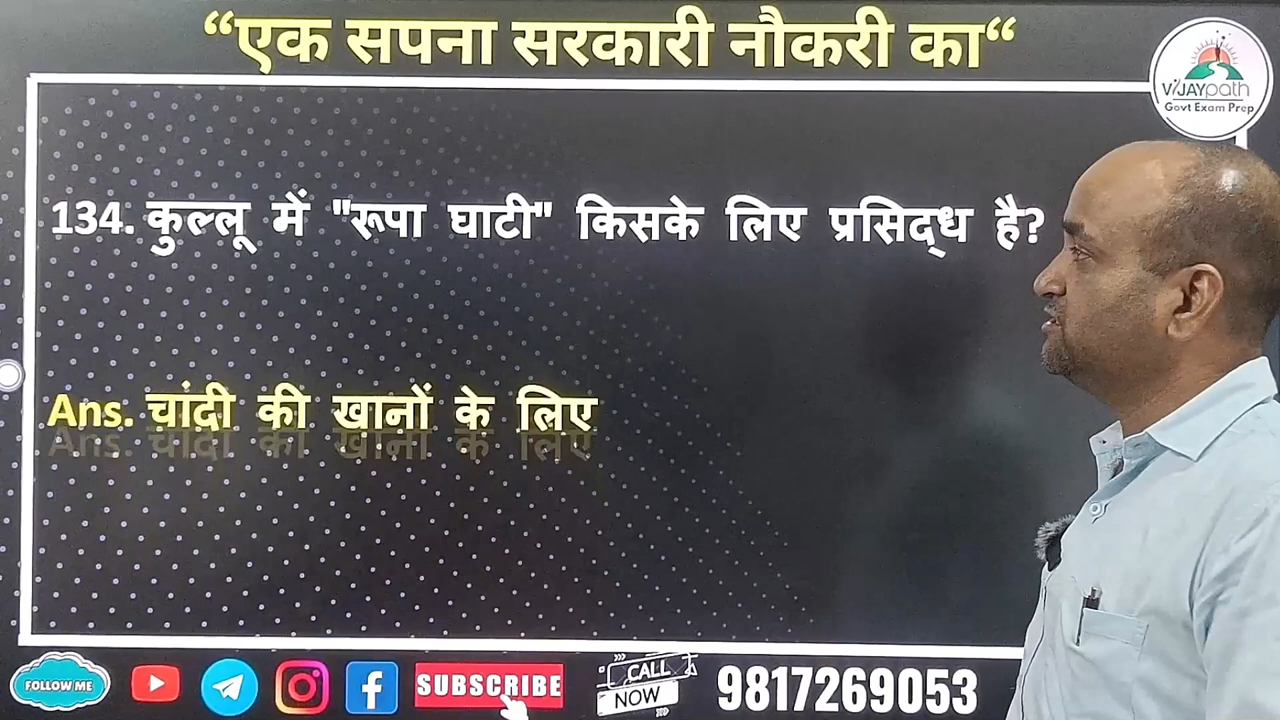 “एक सपना सरकारी नौकरी का“
VIJAYpath
Govt Exam Prep
134. कुल्लू में "रूपा घाटी" किसके लिए प्रसिद्ध है?
Ans. चांदी की खानों के लिए
FOLLOW ME
SUBSCRIBE
CALL
NOW
9817269053